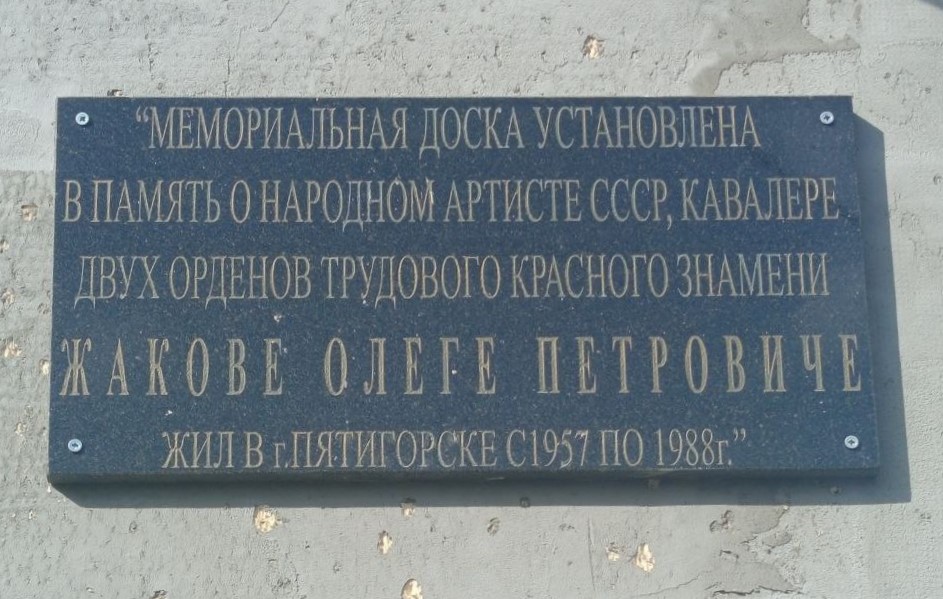 “МЕМОРИАЛЬНАЯ ДОСКА УСТАНОВЛЕНА
В ПАМЯТЬ О НАРОДНОМ АРТИСТЕ СССР, КАВАЛЕРЕ
ДВУХ ОРДЕНОВ ТРУДОВОГО КРАСНОГО ЗНАМЕНИ
ЖАКОВЕ ОЛЕГЕ ПЕТРОВИЧЕ
ЖИЛ В г.ПЯТИГОРСКЕ С1957 ПО 1988г.”